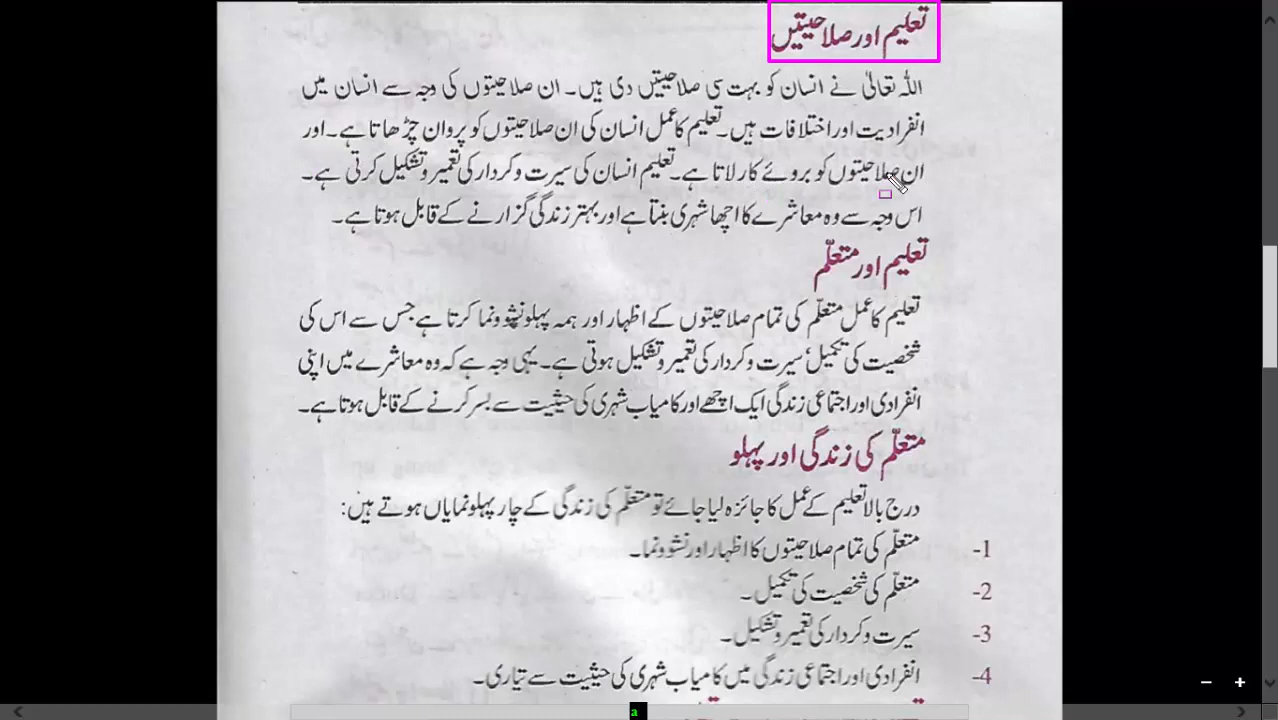 تعلیم اور صلاحیتیں
اللہ تعالیٰ نے انسان کو بہت سی صلاحیتیں دی ہیں۔ ان صلاحیتوں کی وجہ سے انسان میں
انفرادیت اور اختلافات ہیں۔ تعلیم کا عمل انسان کی اِن صلاحیتوں کو پروان چڑھاتا ہے۔ اور
ان صلاحیتوں کو بروئے کار لاتا ہے۔ تعلیم انسان کی سیرت و کردار کی تعمیر و تشکیل کرتی ہے۔
اس وجہ سے وہ معاشرے کا اچھا شہری بنتا ہے اور بہتر زندگی گزارنے کے قابل ہوتا ہے۔
تعلیم اور متعلّم
تعلیم کا عمل متعلّم کی تمام صلاحیتوں کے اظہار اور ہمہ پہلو نشوونما کرتا ہے جس سے اس کی
شخصیت کی تکمیل، سیرت و کردار کی تعمیر و تشکیل ہوتی ہے۔ یہی وجہ ہے کہ وہ معاشرے میں اپنی
انفرادی اور اجتماعی زندگی ایک اچھے اور کامیاب شہری کی حیثیت سے بسر کرنے کے قابل ہوتا ہے۔
متعلّم کی زندگی اور پہلو
درج بالا تعلیم کے عمل کا جائزہ لیا جائے تو متعلّم کی زندگی کے چار پہلو نمایاں ہوتے ہیں:
1- متعلّم کی تمام صلاحیتوں کا اظہار اور نشوونما۔
2- متعلّم کی شخصیت کی تکمیل۔
3- سیرت و کردار کی تعمیر و تشکیل۔
4- انفرادی اور اجتماعی زندگی میں کامیاب شہری کی حیثیت سے تیاری۔
a